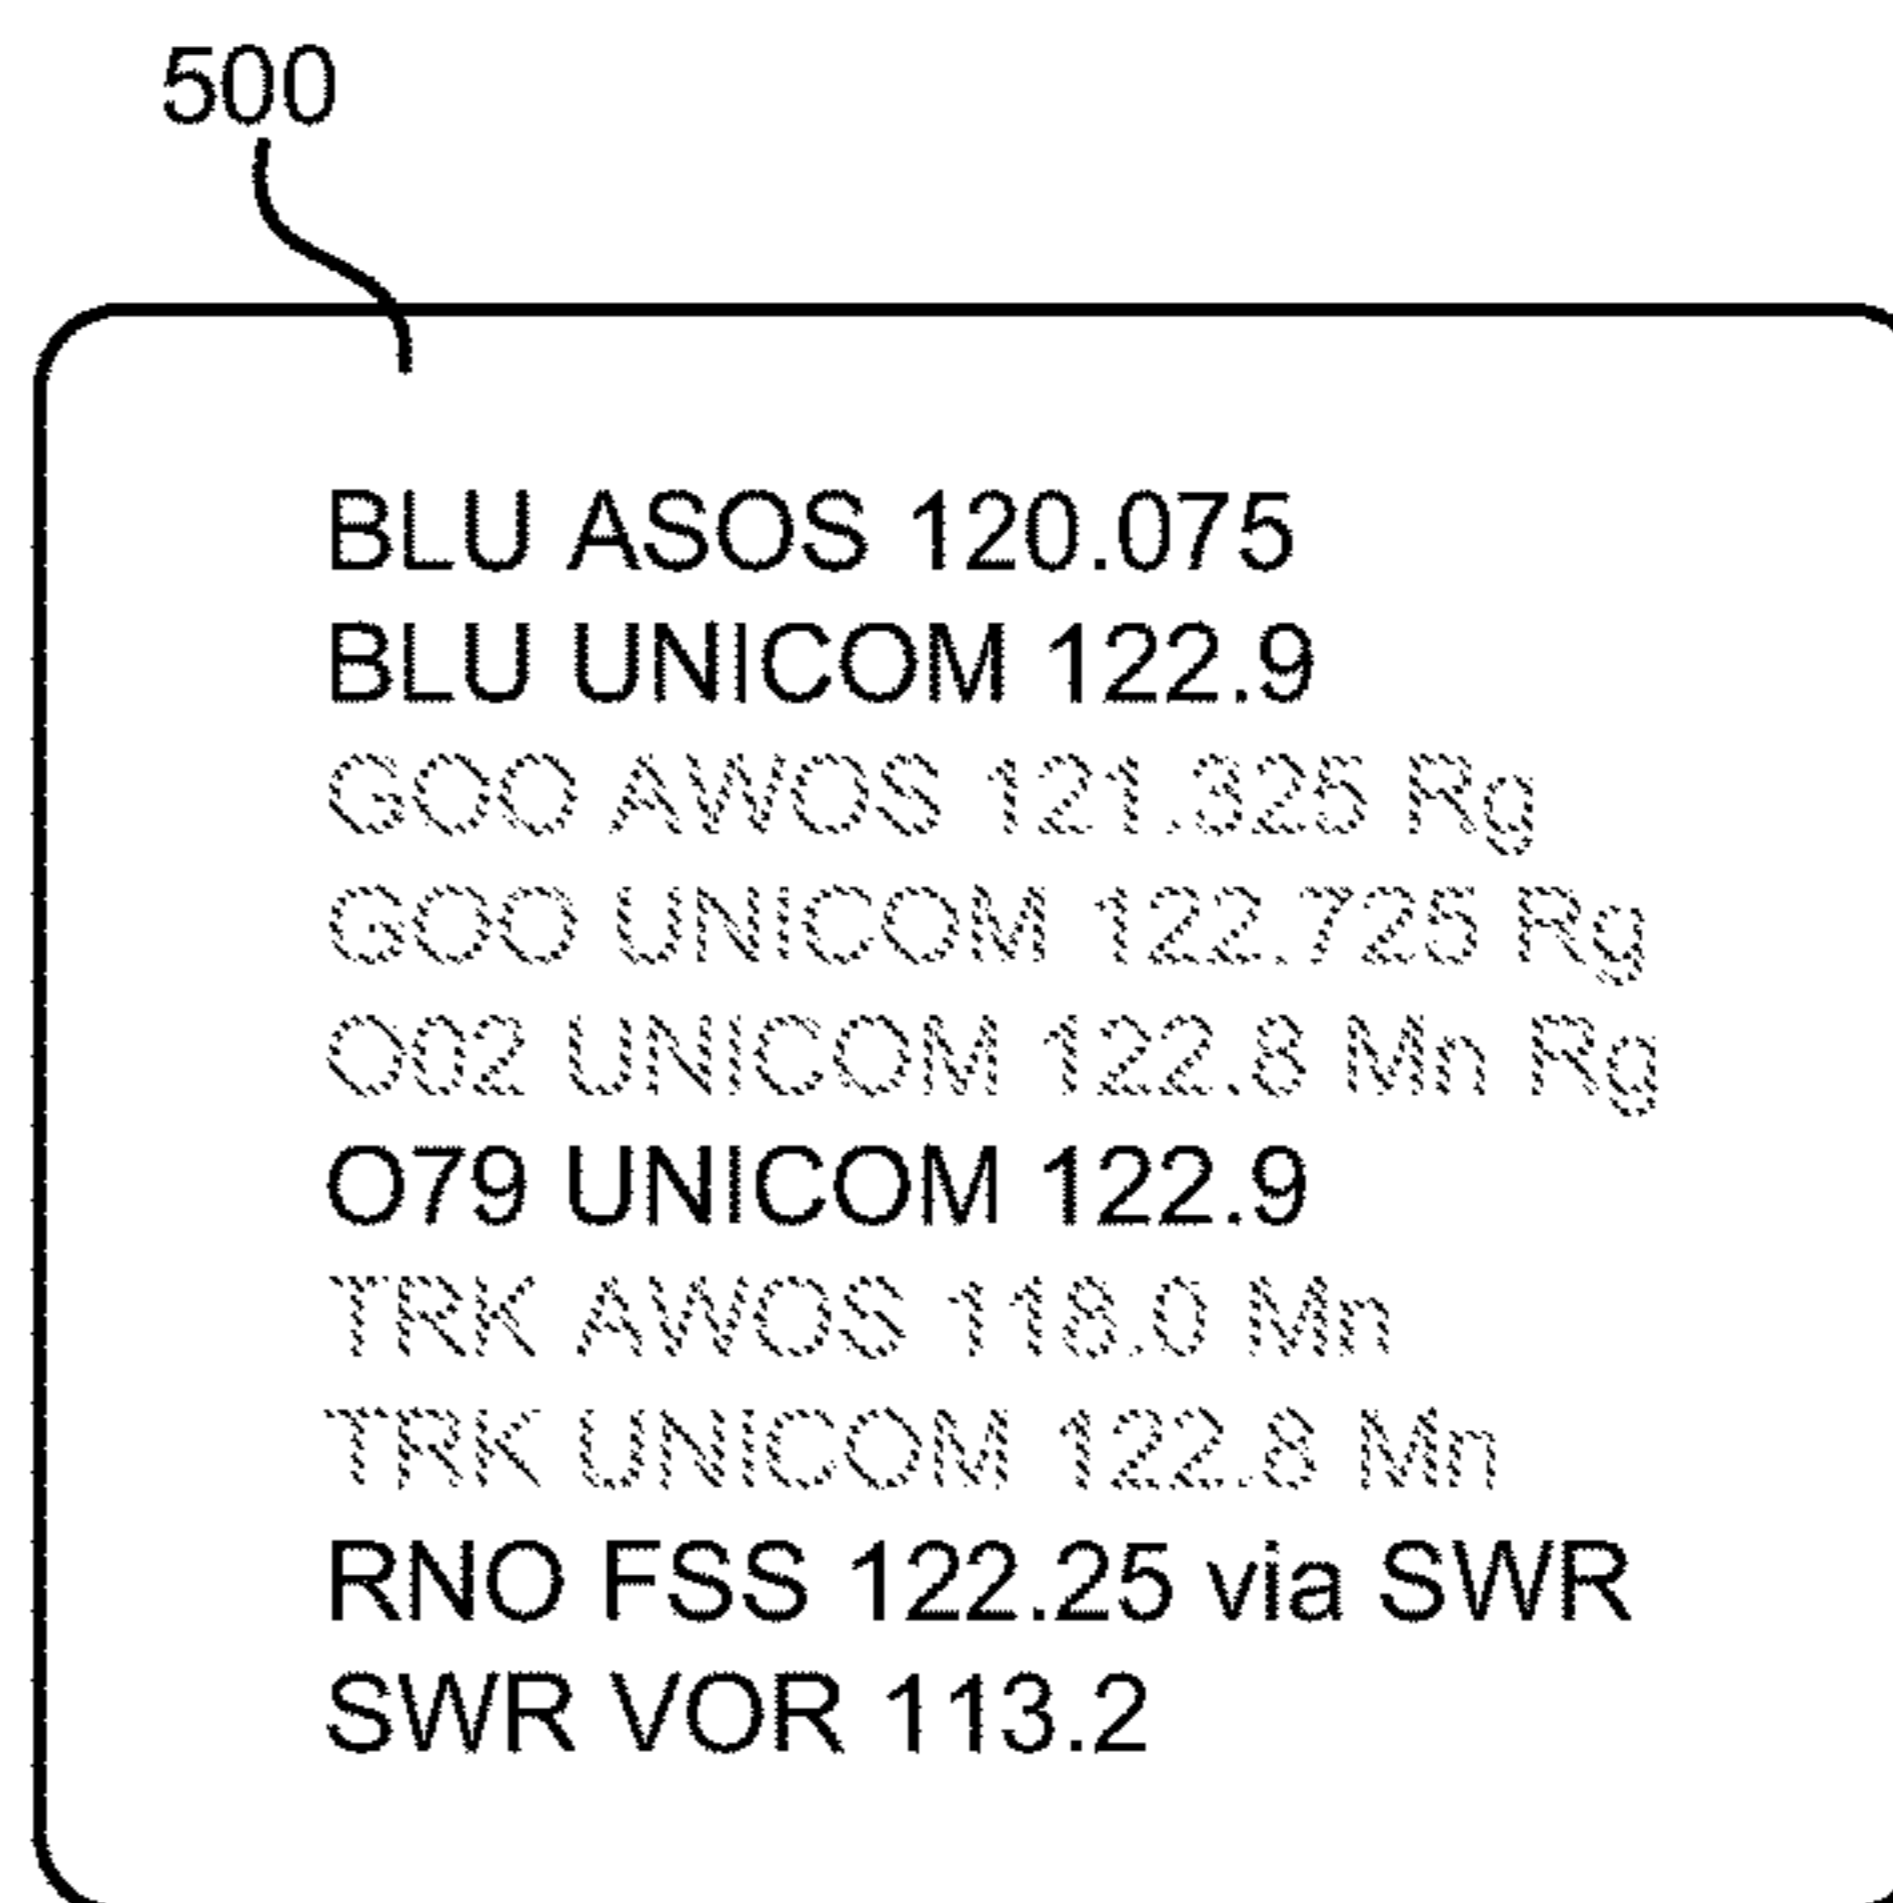 500
BLU ASOS 120.075
BLU UNICOM 122.9
GOO AWOS 121.325 Rg
GOO UNICOM 122.725 Rg
O02 UNICOM 122.8 Mn Rg
O79 UNICOM 122.9
TRK AWOS 118.0 Mn
TRK UNICOM 122.8 Mn
RNO FSS 122.25 via SWR
SWR VOR 113.2